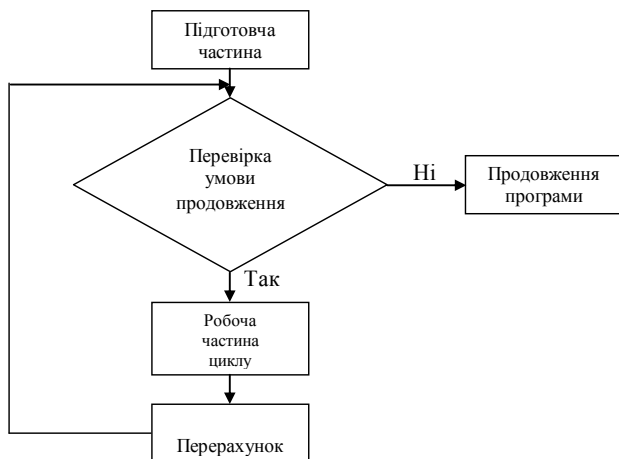 Підготовча
частина
Перевірка
умови
продовження
Ні
Продовження
програми
Так
Робоча
частина
циклу
Перерахунок